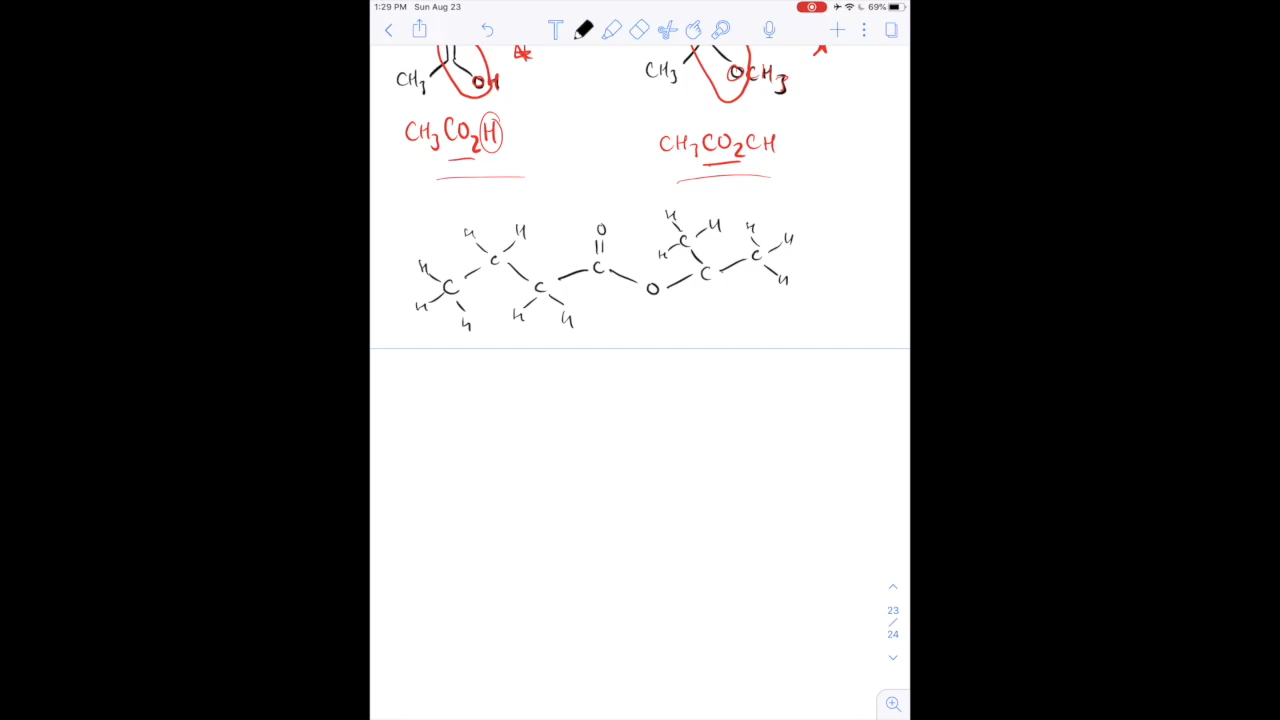 1:29 PM Sun Aug 23
69%
T
CH3 OH
CH3 OCH3
CH3CO2H
CH3CO2CH
H H O H H H H
H C H C
C C C O C H
H H H H H
23
/
24